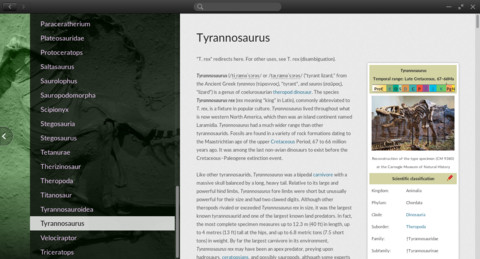 Paraceratherium
Plateosauridae
Protoceratops
Saltasaurus
Saurolophus
Sauropodomorpha
Scipionyx
Stegosauria
Stegosaurus
Tetanurae
Therizinosaur
Theropoda
Titanosaur
Tyrannosauroidea
Tyrannosaurus
Velociraptor
Triceratops
Tyrannosaurus
"T. rex" redirects here. For other uses, see T. rex (disambiguation).
Tyrannosaurus ("tyrant lizard," from
the Ancient Greek tyrannos (τύραννος), "tyrant", and sauros (σαῦρος),
"lizard") is a genus of coelurosaurian theropod dinosaur. The species
Tyrannosaurus rex (rex meaning "king" in Latin), commonly abbreviated to
T. rex, is a fixture in popular culture. Tyrannosaurus lived throughout what
is now western North America, which then was an island continent named
Laramidia. Tyrannosaurus had a much wider range than other
tyrannosaurids. Fossils are found in a variety of rock formations dating to
the Maastrichtian age of the upper Cretaceous Period, 67 to 66 million
years ago. It was among the last non-avian dinosaurs to exist before the
Cretaceous–Paleogene extinction event.
Like other tyrannosaurids, Tyrannosaurus was a bipedal carnivore with a
massive skull balanced by a long, heavy tail. Relative to its large and
powerful hind limbs, Tyrannosaurus fore limbs were short but unusually
powerful for their size and had two clawed digits. Although other
theropods rivaled or exceeded Tyrannosaurus rex in size, it was the largest
known tyrannosaurid and one of the largest known land predators. In fact,
the most complete specimen measures up to 12.3 m (40 ft) in length, up
to 4 metres (13 ft) tall at the hips, and up to 6.8 metric tons (7.5 short
tons) in weight. By far the largest carnivore in its environment,
Tyrannosaurus rex may have been an apex predator, preying upon
hadrosaurs, ceratopsians, and possibly sauropods, although some experts
Tyrannosaurus
Temporal range: Late Cretaceous, 67–66Ma
Reconstruction of the type specimen (CM 9380)
at the Carnegie Museum of Natural History
Scientific classification
Kingdom: Animalia
Phylum: Chordata
Clade: Dinosauria
Suborder: Theropoda
Family: †Tyrannosauridae
Subfamily: †Tyrannosaurinae